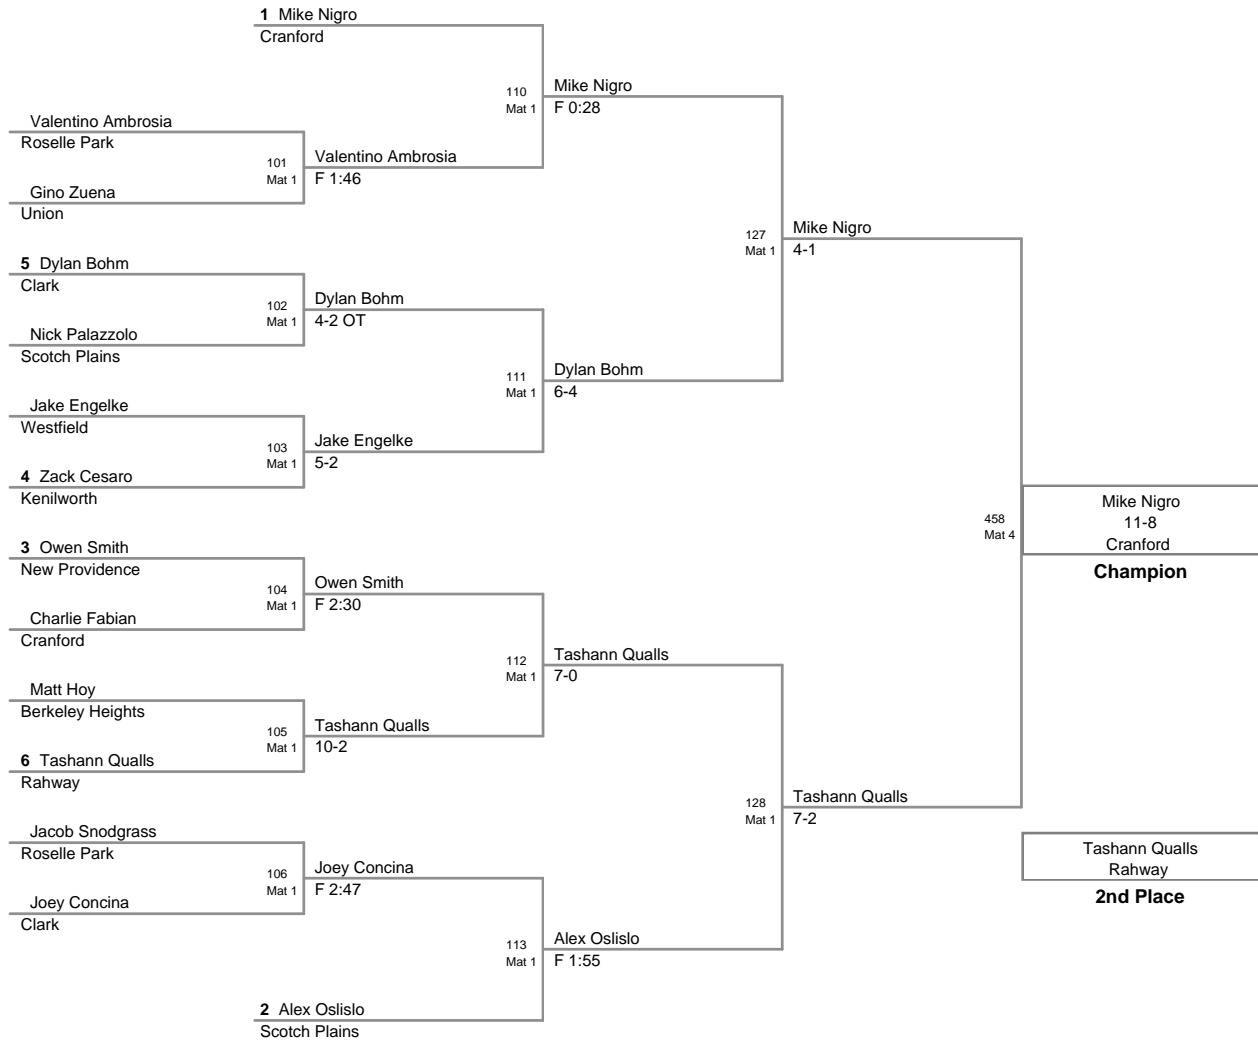 1 Mike Nigro
Cranford
110
Mat 1
Mike Nigro
F 0:28
Valentino Ambrosia
Roselle Park
101
Mat 1
Valentino Ambrosia
F 1:46
Gino Zuena
Union
127
Mat 1
Mike Nigro
4-1
5 Dylan Bohm
Clark
102
Mat 1
Dylan Bohm
4-2 OT
Nick Palazzolo
Scotch Plains
111
Mat 1
Dylan Bohm
6-4
Jake Engelke
Westfield
103
Mat 1
Jake Engelke
5-2
4 Zack Cesaro
Kenilworth
458
Mat 4
Mike Nigro
11-8
Cranford
Champion
3 Owen Smith
New Providence
104
Mat 1
Owen Smith
F 2:30
Charlie Fabian
Cranford
112
Mat 1
Tashann Qualls
7-0
Matt Hoy
Berkeley Heights
105
Mat 1
Tashann Qualls
10-2
6 Tashann Qualls
Rahway
128
Mat 1
Tashann Qualls
7-2
Jacob Snodgrass
Roselle Park
106
Mat 1
Joey Concina
F 2:47
Joey Concina
Clark
Tashann Qualls
Rahway
2nd Place
113
Mat 1
Alex Oslislo
F 1:55
2 Alex Oslislo
Scotch Plains